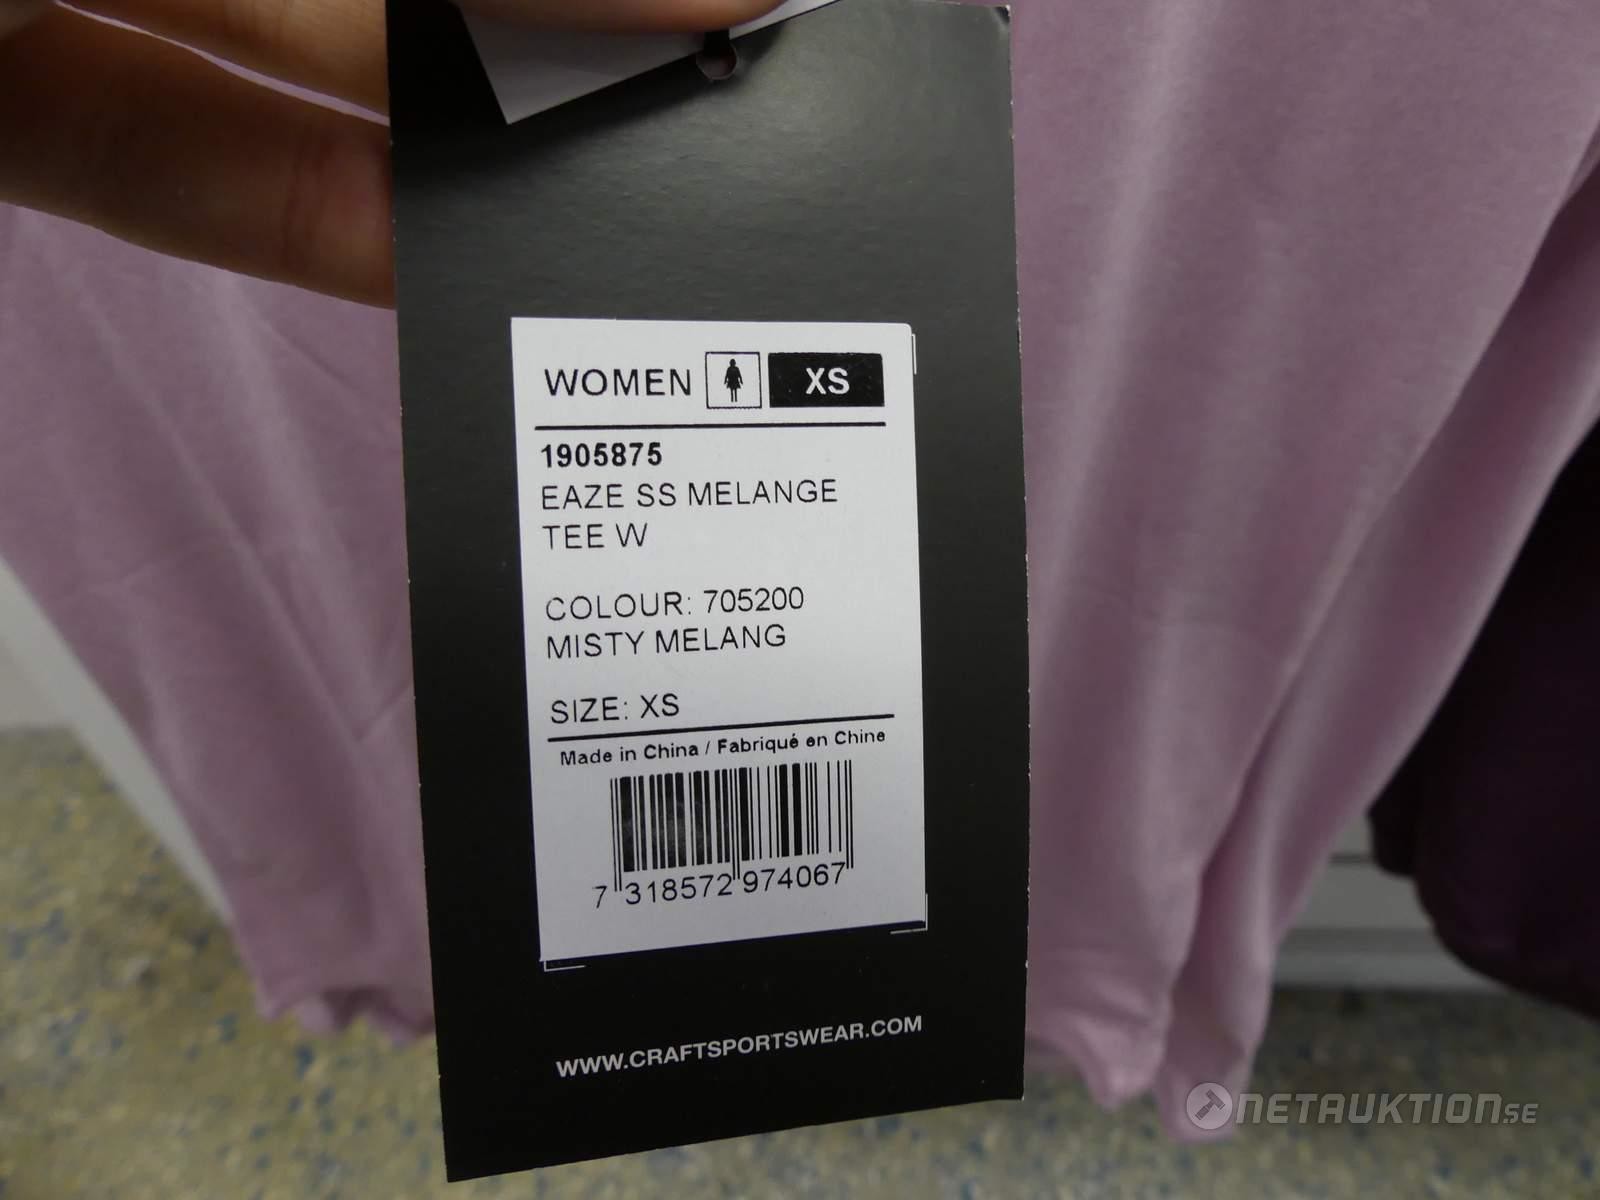 WOMEN XS
1905875
EAZE SS MELANGE
TEE W
COLOUR: 705200
MISTY MELANG
SIZE: XS
Made in China / Fabriqué en Chine
7 318572 974067
WWW.CRAFTSPORTSWEAR.COM
NETAUKTION.SE